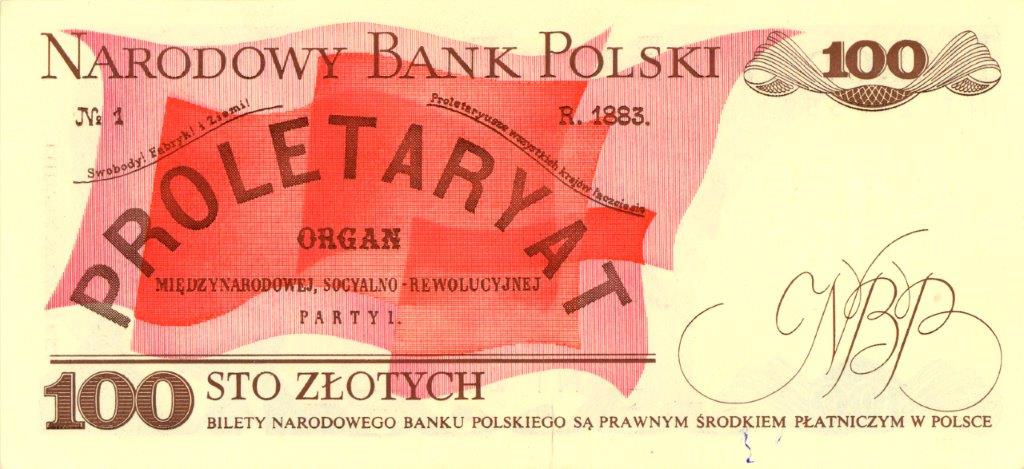 NARODOWY BANK POLSKI
100
№ 1
R. 1883.
Swobody! Fabryk! i Ziemi!
Proletaryusze wszystkich krajów łączcie się
PROLETARYAT
ORGAN
MIĘDZYNARODOWEJ, SOCYALNO-REWOLUCYJNEJ
PARTYI.
NBP
100 STO ZŁOTYCH
BILETY NARODOWEGO BANKU POLSKIEGO SĄ PRAWNYM ŚRODKIEM PŁATNICZYM W POLSCE